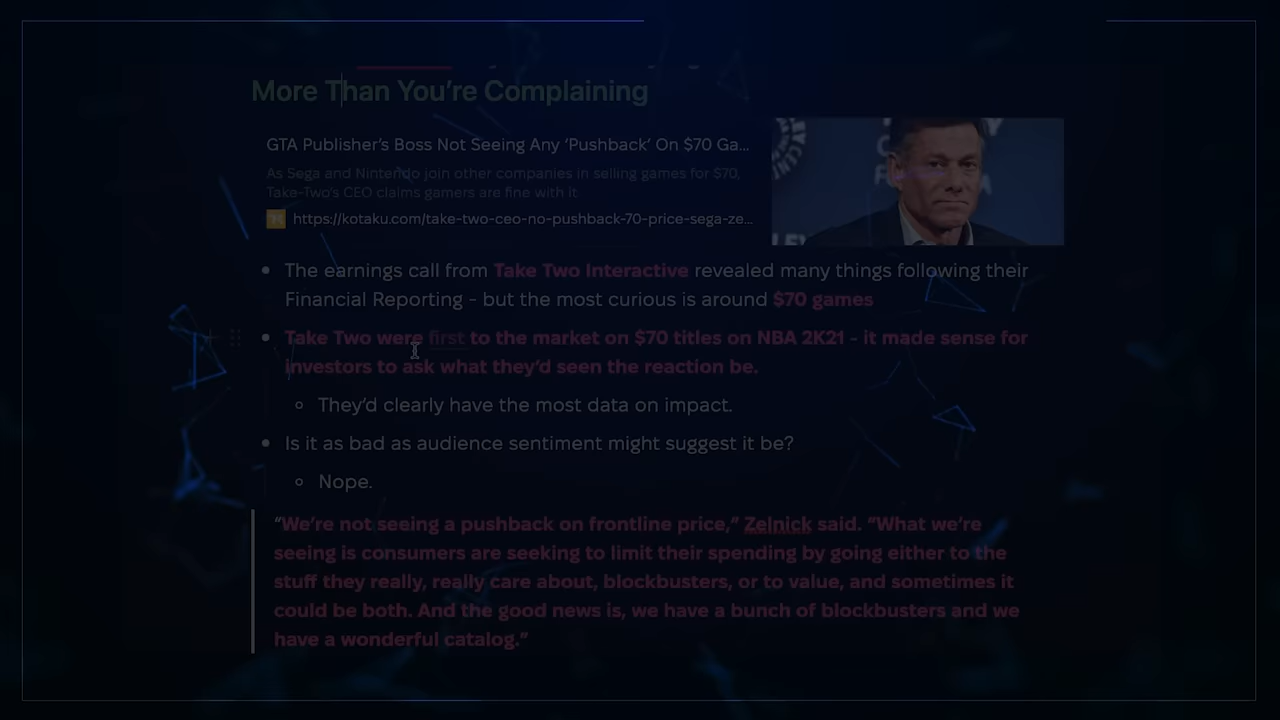 More Than You're Complaining
GTA Publisher's Boss Not Seeing Any 'Pushback' On $70 Ga...
As Sega and Nintendo join other companies in selling games for $70,
Take-Two's CEO claims gamers are fine with it
https://kotaku.com/take-two-ceo-no-pushback-70-price-sega-ze...
• The earnings call from Take Two Interactive revealed many things following their
Financial Reporting - but the most curious is around $70 games
• Take Two were first to the market on $70 titles on NBA 2K21 - it made sense for
investors to ask what they'd seen the reaction be.
◦ They'd clearly have the most data on impact.
• Is it as bad as audience sentiment might suggest it be?
◦ Nope.
"We're not seeing a pushback on frontline price," Zelnick said. "What we're
seeing is consumers are seeking to limit their spending by going either to the
stuff they really, really care about, blockbusters, or to value, and sometimes it
could be both. And the good news is, we have a bunch of blockbusters and we
have a wonderful catalog."